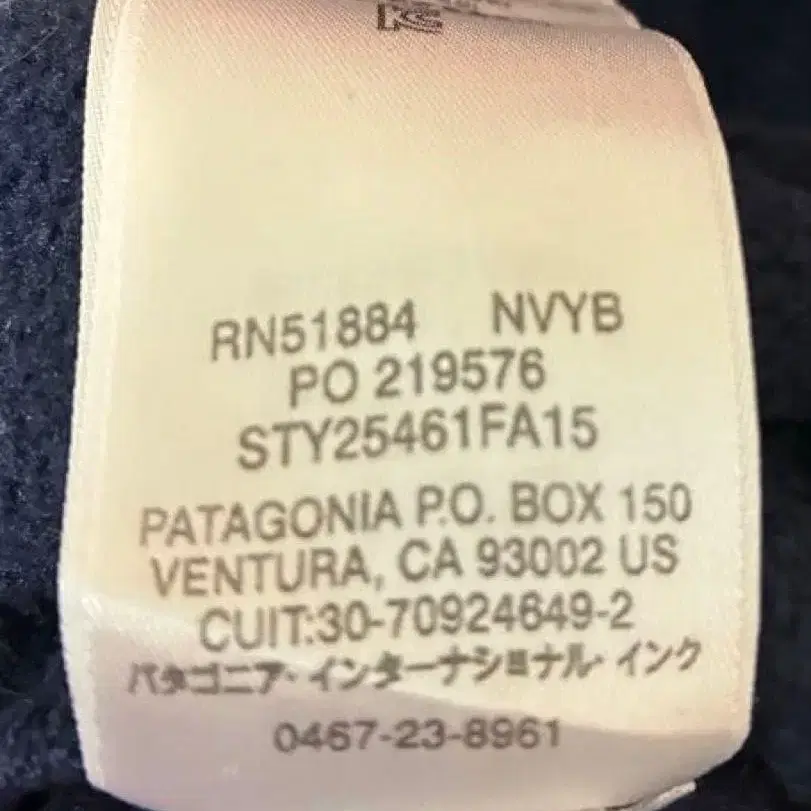 RN51884 NVYB
PO 219576
STY25461FA15
PATAGONIA P.O. BOX 150
VENTURA, CA 93002 US
CUIT:30-70924649-2
パタゴニア・インターナショナル・インク
0467-23-8961